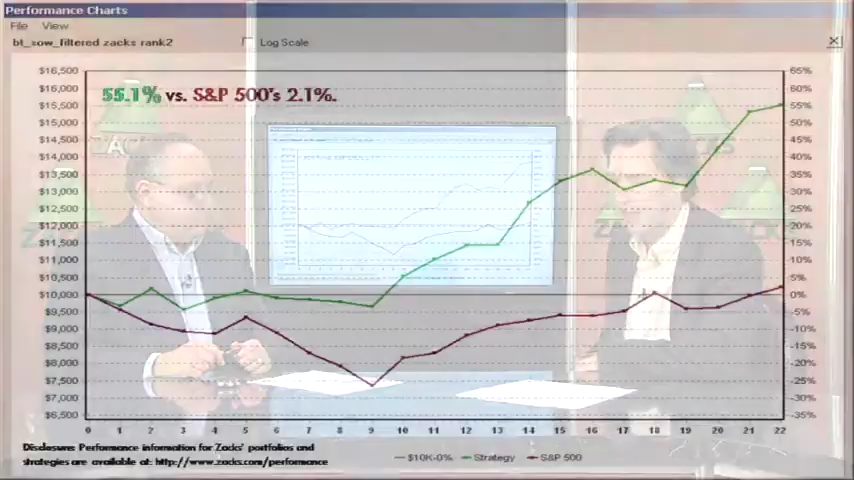 Performance Charts
File View
bt_sow_filtered zacks rank2
Log Scale
55.1% vs. S&P 500's 2.1%.
$16,500 65%
$16,000 60%
$15,500 55%
$15,000 50%
$14,500 45%
$14,000 40%
$13,500 35%
$13,000 30%
$12,500 25%
$12,000 20%
$11,500 15%
$11,000 10%
$10,500 5%
$10,000 0%
$9,500 -5%
$9,000 -10%
$8,500 -15%
$8,000 -20%
$7,500 -25%
$7,000 -30%
$6,500 -35%
0 1 2 3 4 5 6 7 8 9 10 11 12 13 14 15 16 17 18 19 20 21 22
$10K-0% Strategy S&P 500
Disclosure: Performance information for Zacks' portfolios and
strategies are available at: http://www.zacks.com/performance